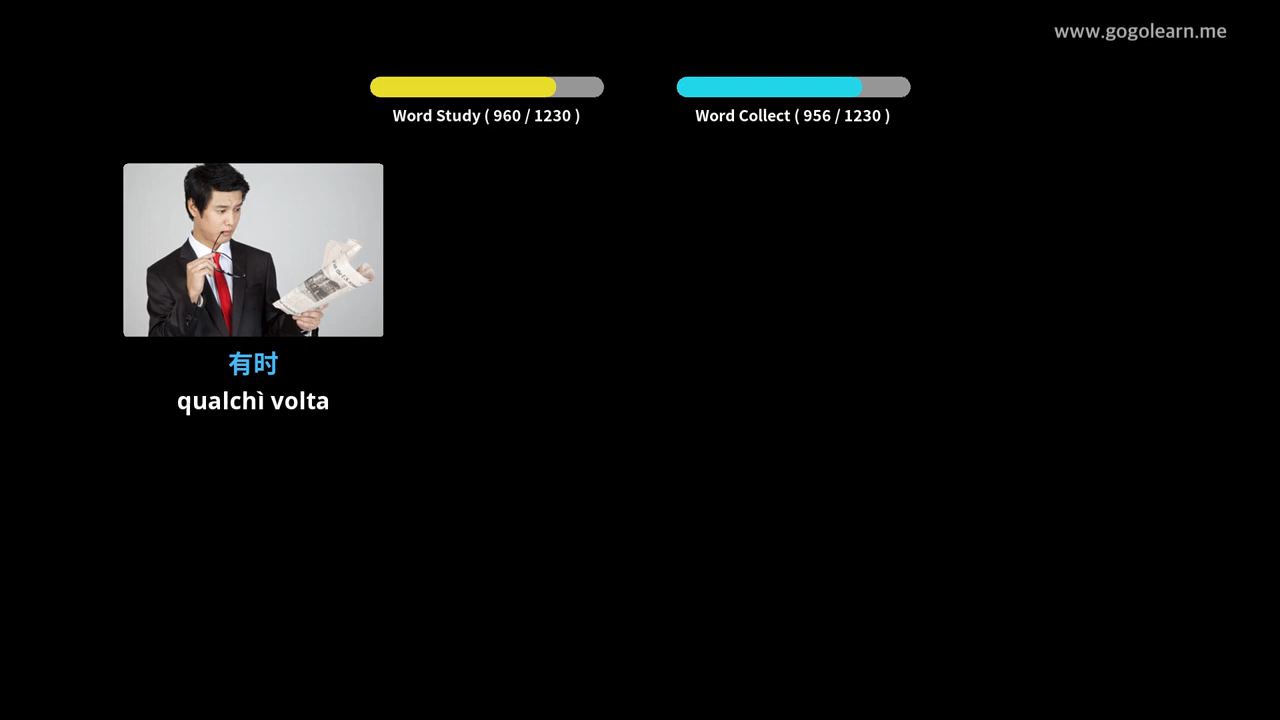 www.gogolearn.me
Word Study ( 960 / 1230 )
Word Collect ( 956 / 1230 )
有时
qualchì volta